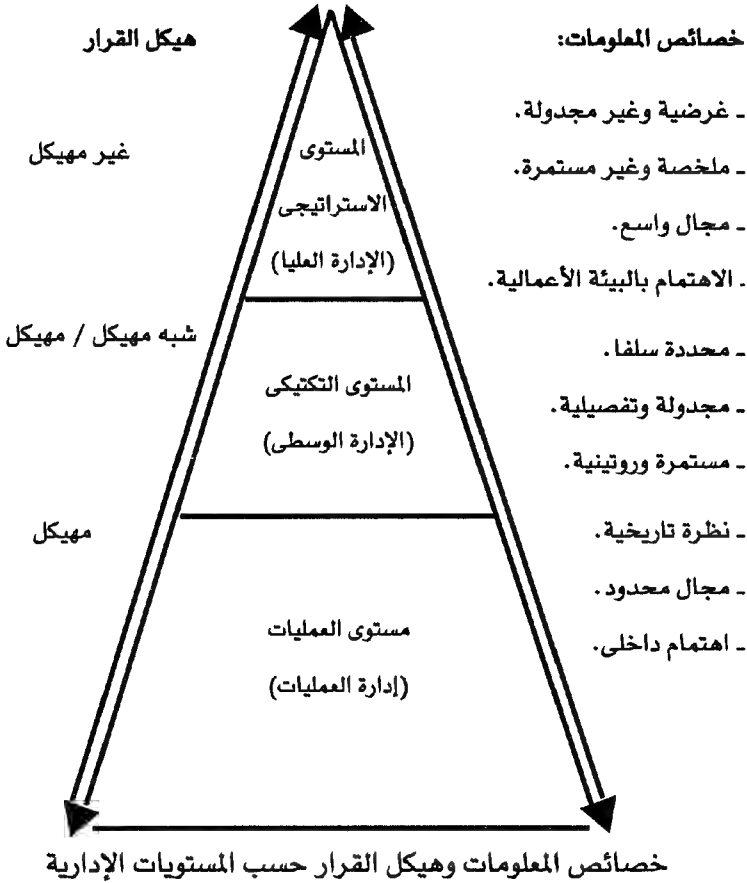 خصائص المعلومات:
ـ غرضية وغير مجدولة.
ـ ملخصة وغير مستمرة.
ـ مجال واسع.
ـ الاهتمام بالبيئة الأعمالية.
ـ محددة سلفا.
ـ مجدولة وتفصيلية.
ـ مستمرة وروتينية.
ـ نظرة تاريخية.
ـ مجال محدود.
ـ اهتمام داخلى.
المستوى
الاستراتيجى
(الإدارة العليا)
المستوى التكتيكى
(الإدارة الوسطى)
مستوى العمليات
(إدارة العمليات)
هيكل القرار
غير مهيكل
شبه مهيكل / مهيكل
مهيكل
خصائص المعلومات وهيكل القرار حسب المستويات الإدارية